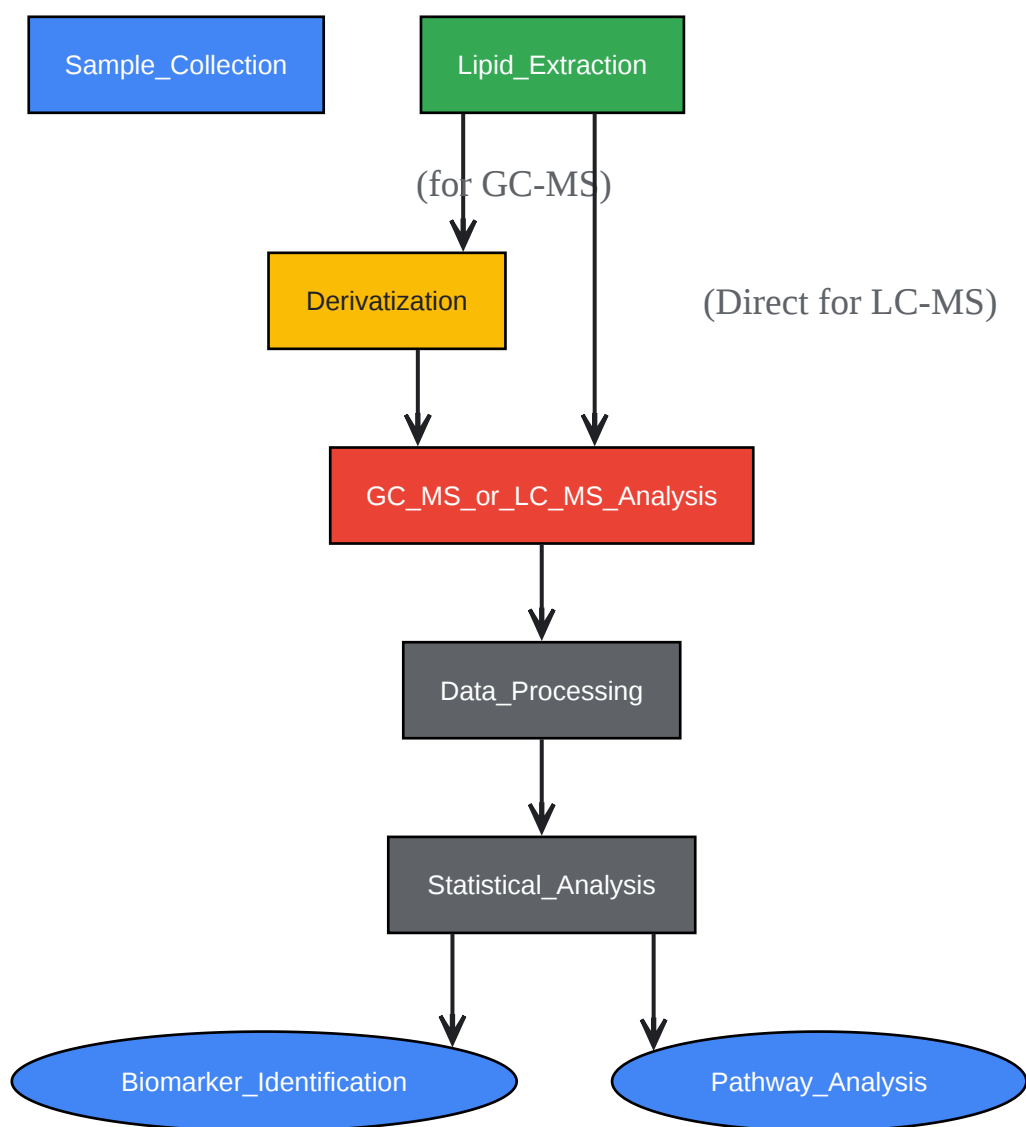 Sample_Collection
Lipid_Extraction
(for GC-MS)
Derivatization
(Direct for LC-MS)
GC_MS_or_LC_MS_Analysis
Data_Processing
Statistical_Analysis
Biomarker_Identification
Pathway_Analysis